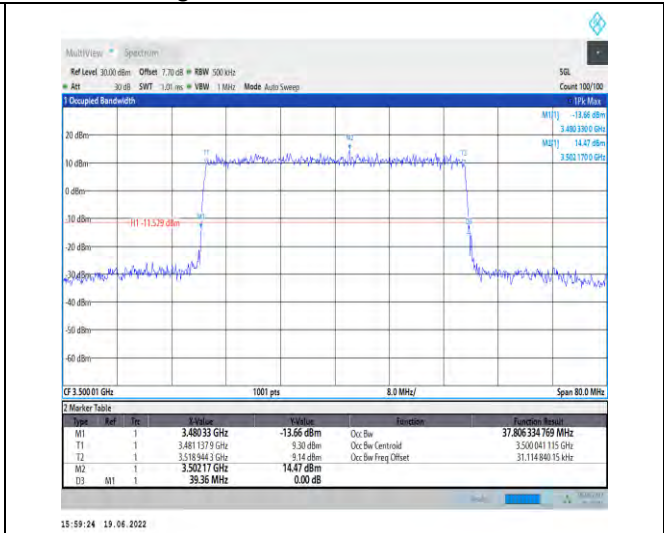 MultiView Spectrum
Ref Level 30.00 dBm Offset 7.70 dB RBW 500 kHz SGL
Att 30 dB SWT 1.01 ms VBW 1 MHz Mode Auto Sweep Count 100/100
1 Occupied Bandwidth 1Pk Max
M1[1] -13.66 dBm
3.480 330 0 GHz
M2[1] 14.47 dBm
3.502 170 0 GHz
20 dBm
M2
T1 T2
10 dBm
0 dBm
-10 dBm
M1
H1 -11.529 dBm
-20 dBm
-30 dBm
-40 dBm
-50 dBm
-60 dBm
CF 3.500 01 GHz 1001 pts 8.0 MHz/ Span 80.0 MHz
2 Marker Table
Type Ref Trc X-Value Y-Value Function Function Result
M1 1 3.480 33 GHz -13.66 dBm Occ Bw 37.806 334 769 MHz
T1 1 3.481 137 9 GHz 9.30 dBm Occ Bw Centroid 3.500 041 115 GHz
T2 1 3.518 944 3 GHz 9.14 dBm Occ Bw Freq Offset 31.114 840 15 kHz
M2 1 3.502 17 GHz 14.47 dBm
D3 M1 1 39.36 MHz 0.00 dB
15:59:24 19.06.2022